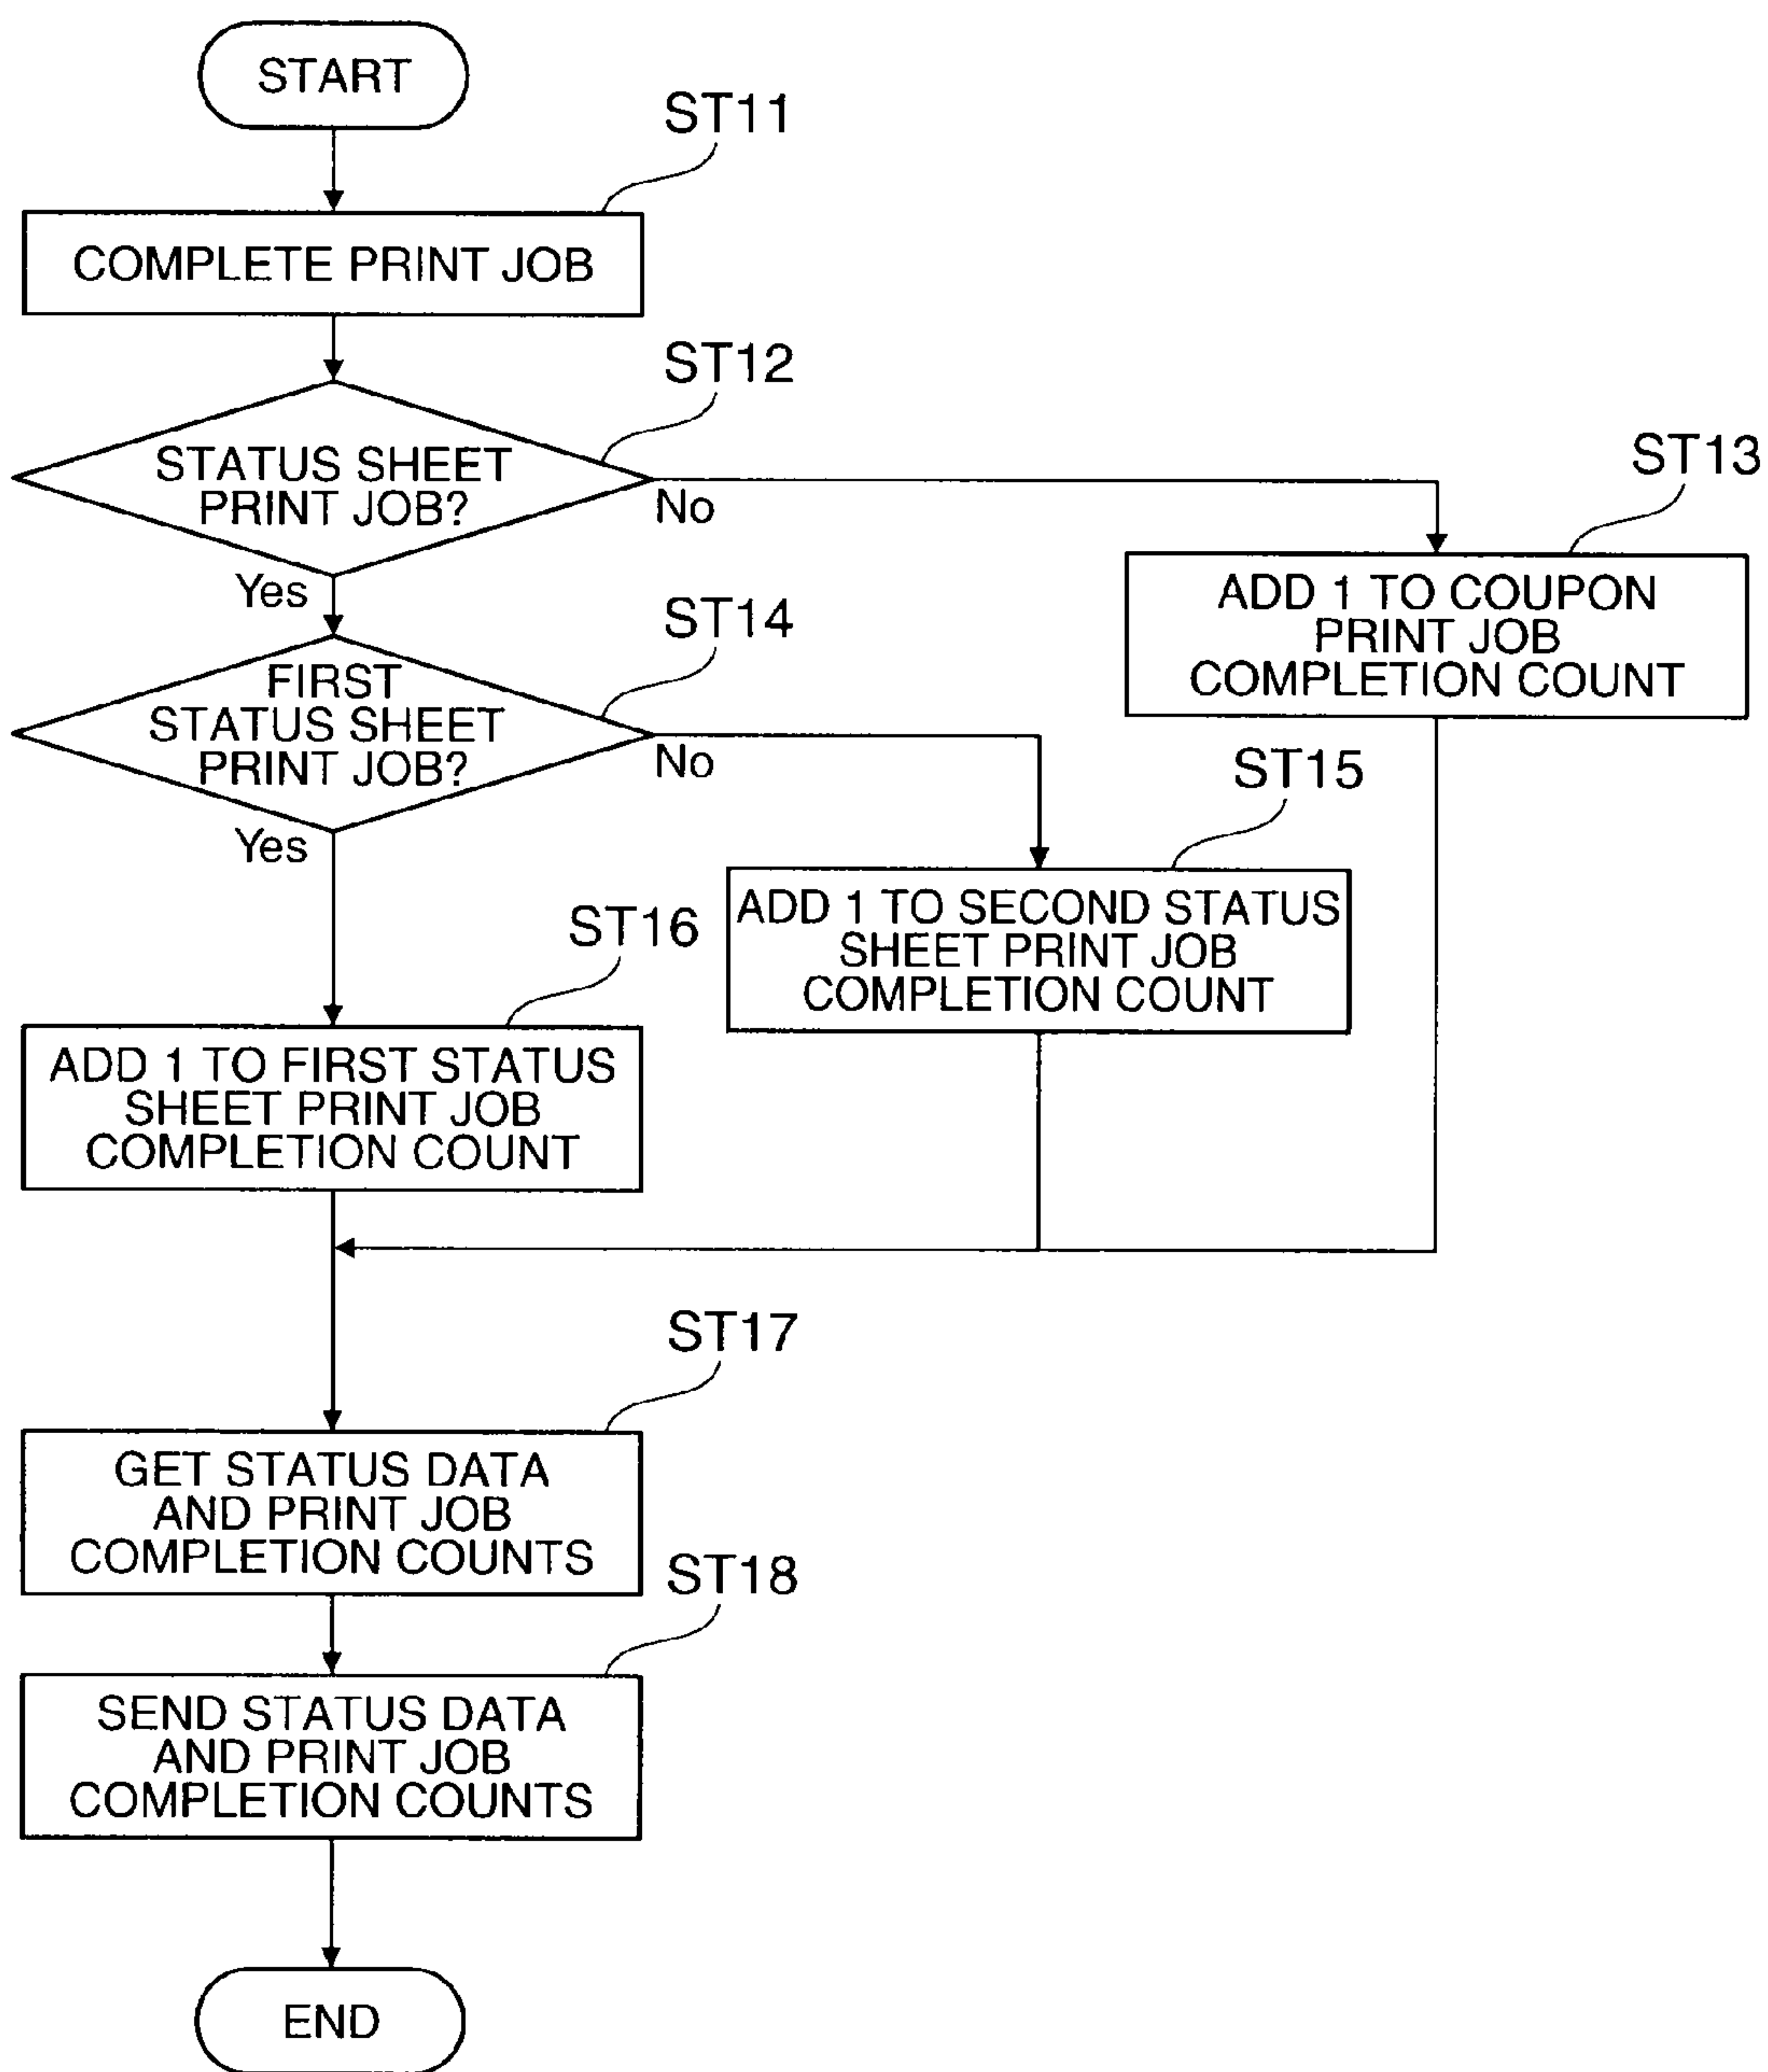 START
ST11
COMPLETE PRINT JOB
ST12
STATUS SHEET
PRINT JOB?
No
Yes
ST13
ADD 1 TO COUPON
PRINT JOB
COMPLETION COUNT
ST14
FIRST
STATUS SHEET
PRINT JOB?
No
Yes
ST15
ADD 1 TO SECOND STATUS
SHEET PRINT JOB
COMPLETION COUNT
ST16
ADD 1 TO FIRST STATUS
SHEET PRINT JOB
COMPLETION COUNT
ST17
GET STATUS DATA
AND PRINT JOB
COMPLETION COUNTS
ST18
SEND STATUS DATA
AND PRINT JOB
COMPLETION COUNTS
END